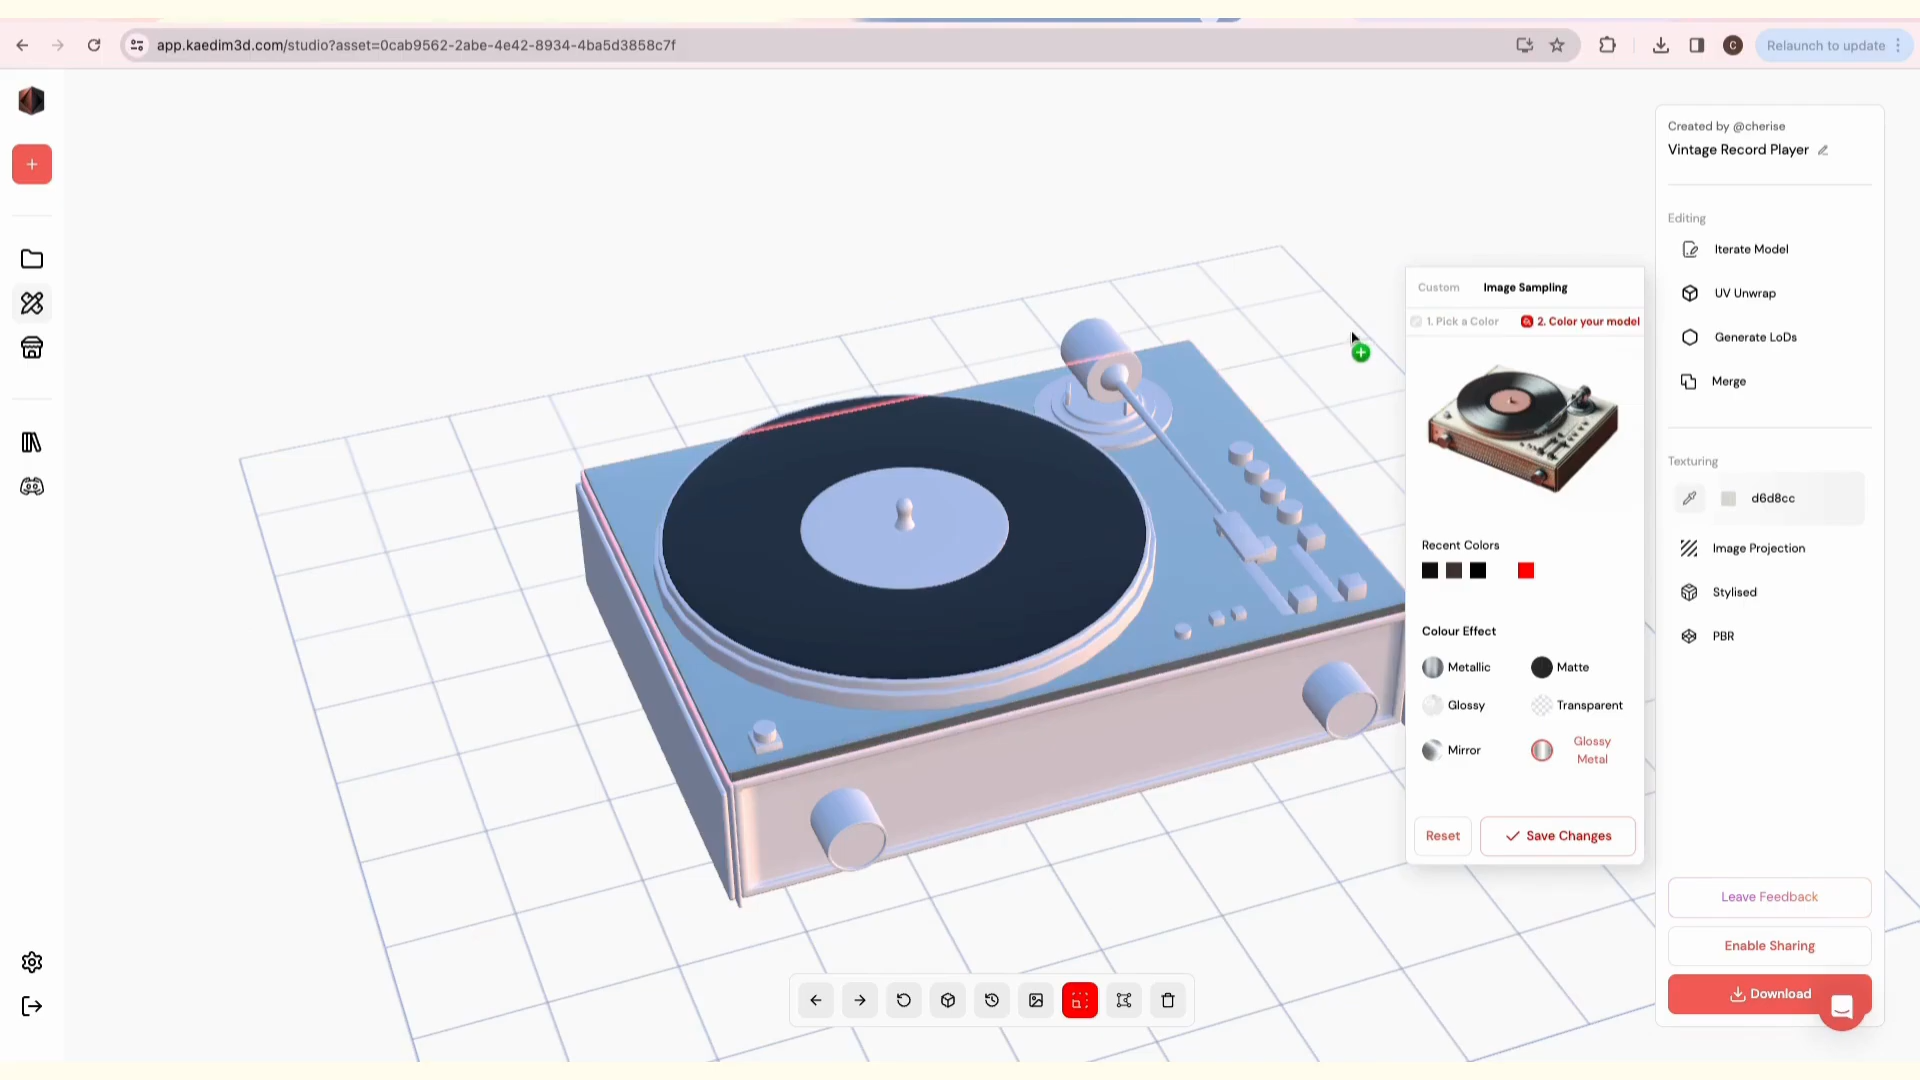 app.kaedim3d.com/studio?asset=0cab9562-2abe-4e42-8934-4ba5d3858c7f
C
Relaunch to update
Created by @cherise
Vintage Record Player
Editing
Iterate Model
UV Unwrap
Generate LoDs
Merge
Texturing
d6d8cc
Image Projection
Stylised
PBR
Leave Feedback
Enable Sharing
Download
Custom
Image Sampling
1. Pick a Color
2. Color your model
Recent Colors
Colour Effect
Metallic
Matte
Glossy
Transparent
Mirror
Glossy
Metal
Reset
Save Changes